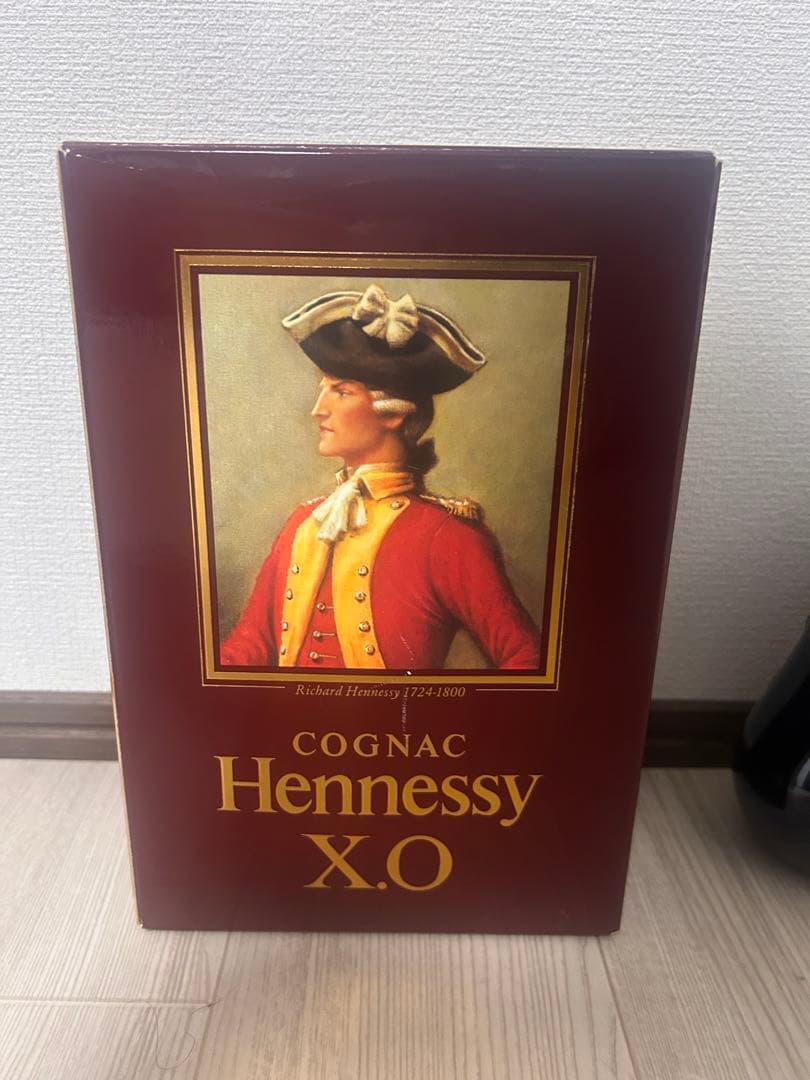 Richard Hennessy 1724-1800
COGNAC
Hennessy
X.O